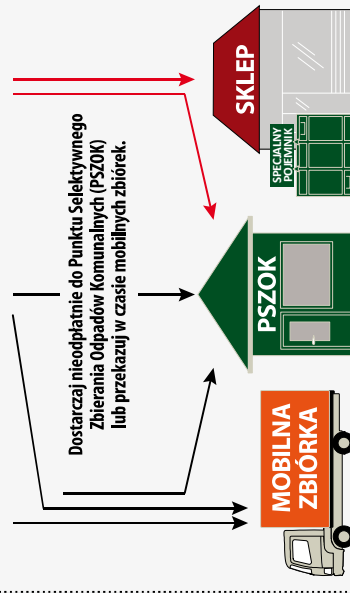 Dostarczaj nieodpłatnie do Punktu Selektywnego
Zbierania Odpadów Komunalnych (PSZOK)
lub przekazuj w czasie mobilnych zbiórek.
MOBILNA
ZBIÓRKA
PSZOK
SPECJALNY
POJEMNIK
SKLEP